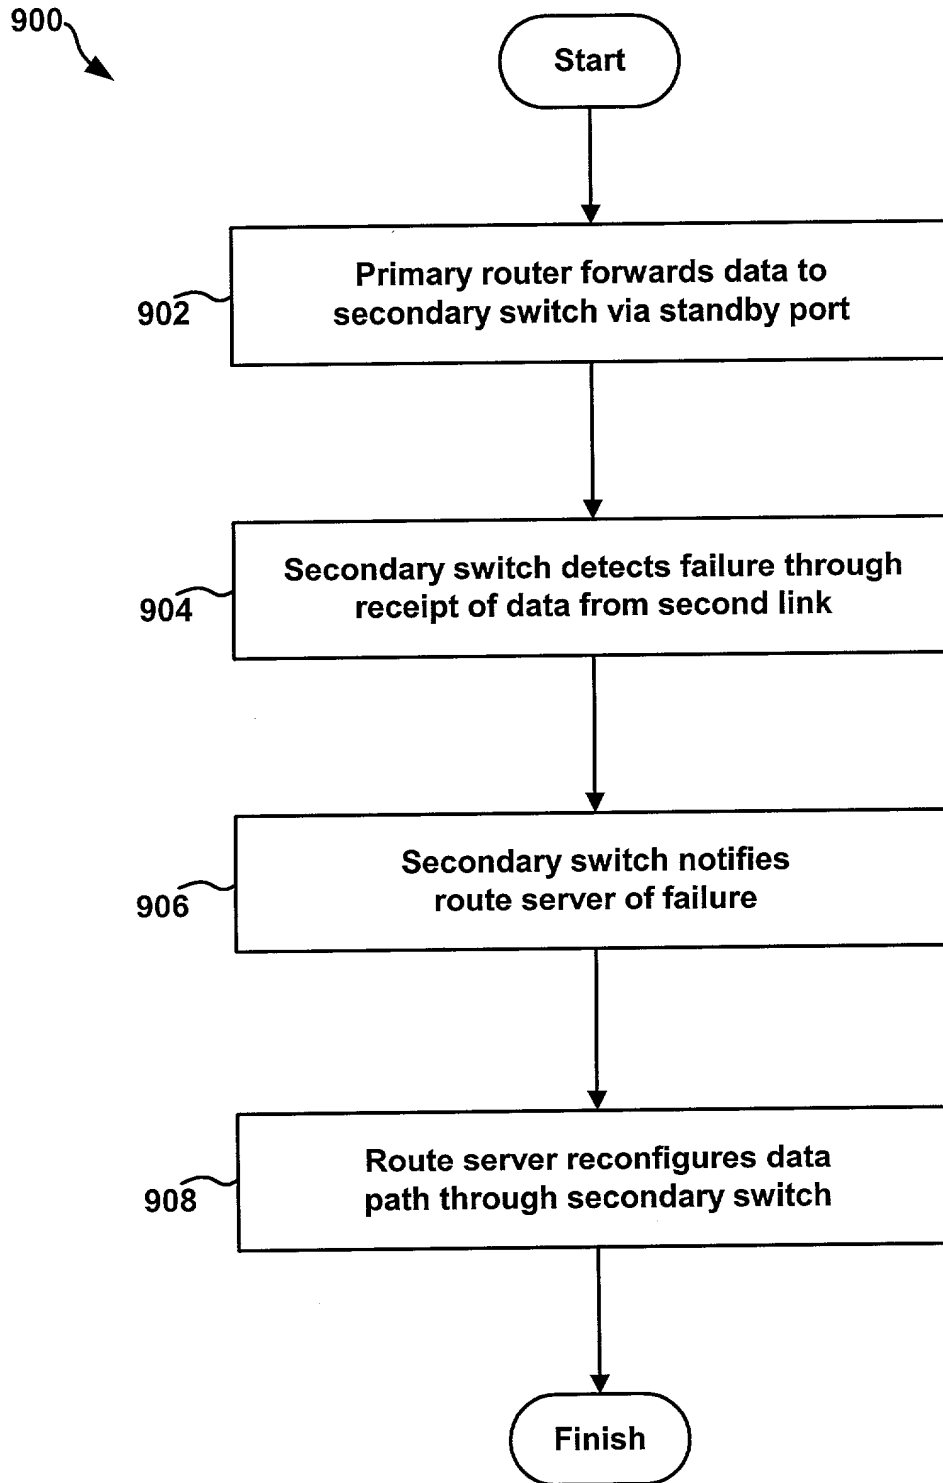 900
Start
Primary router forwards data to
secondary switch via standby port
902
Secondary switch detects failure through
receipt of data from second link
904
Secondary switch notifies
route server of failure
906
Route server reconfigures data
path through secondary switch
908
Finish